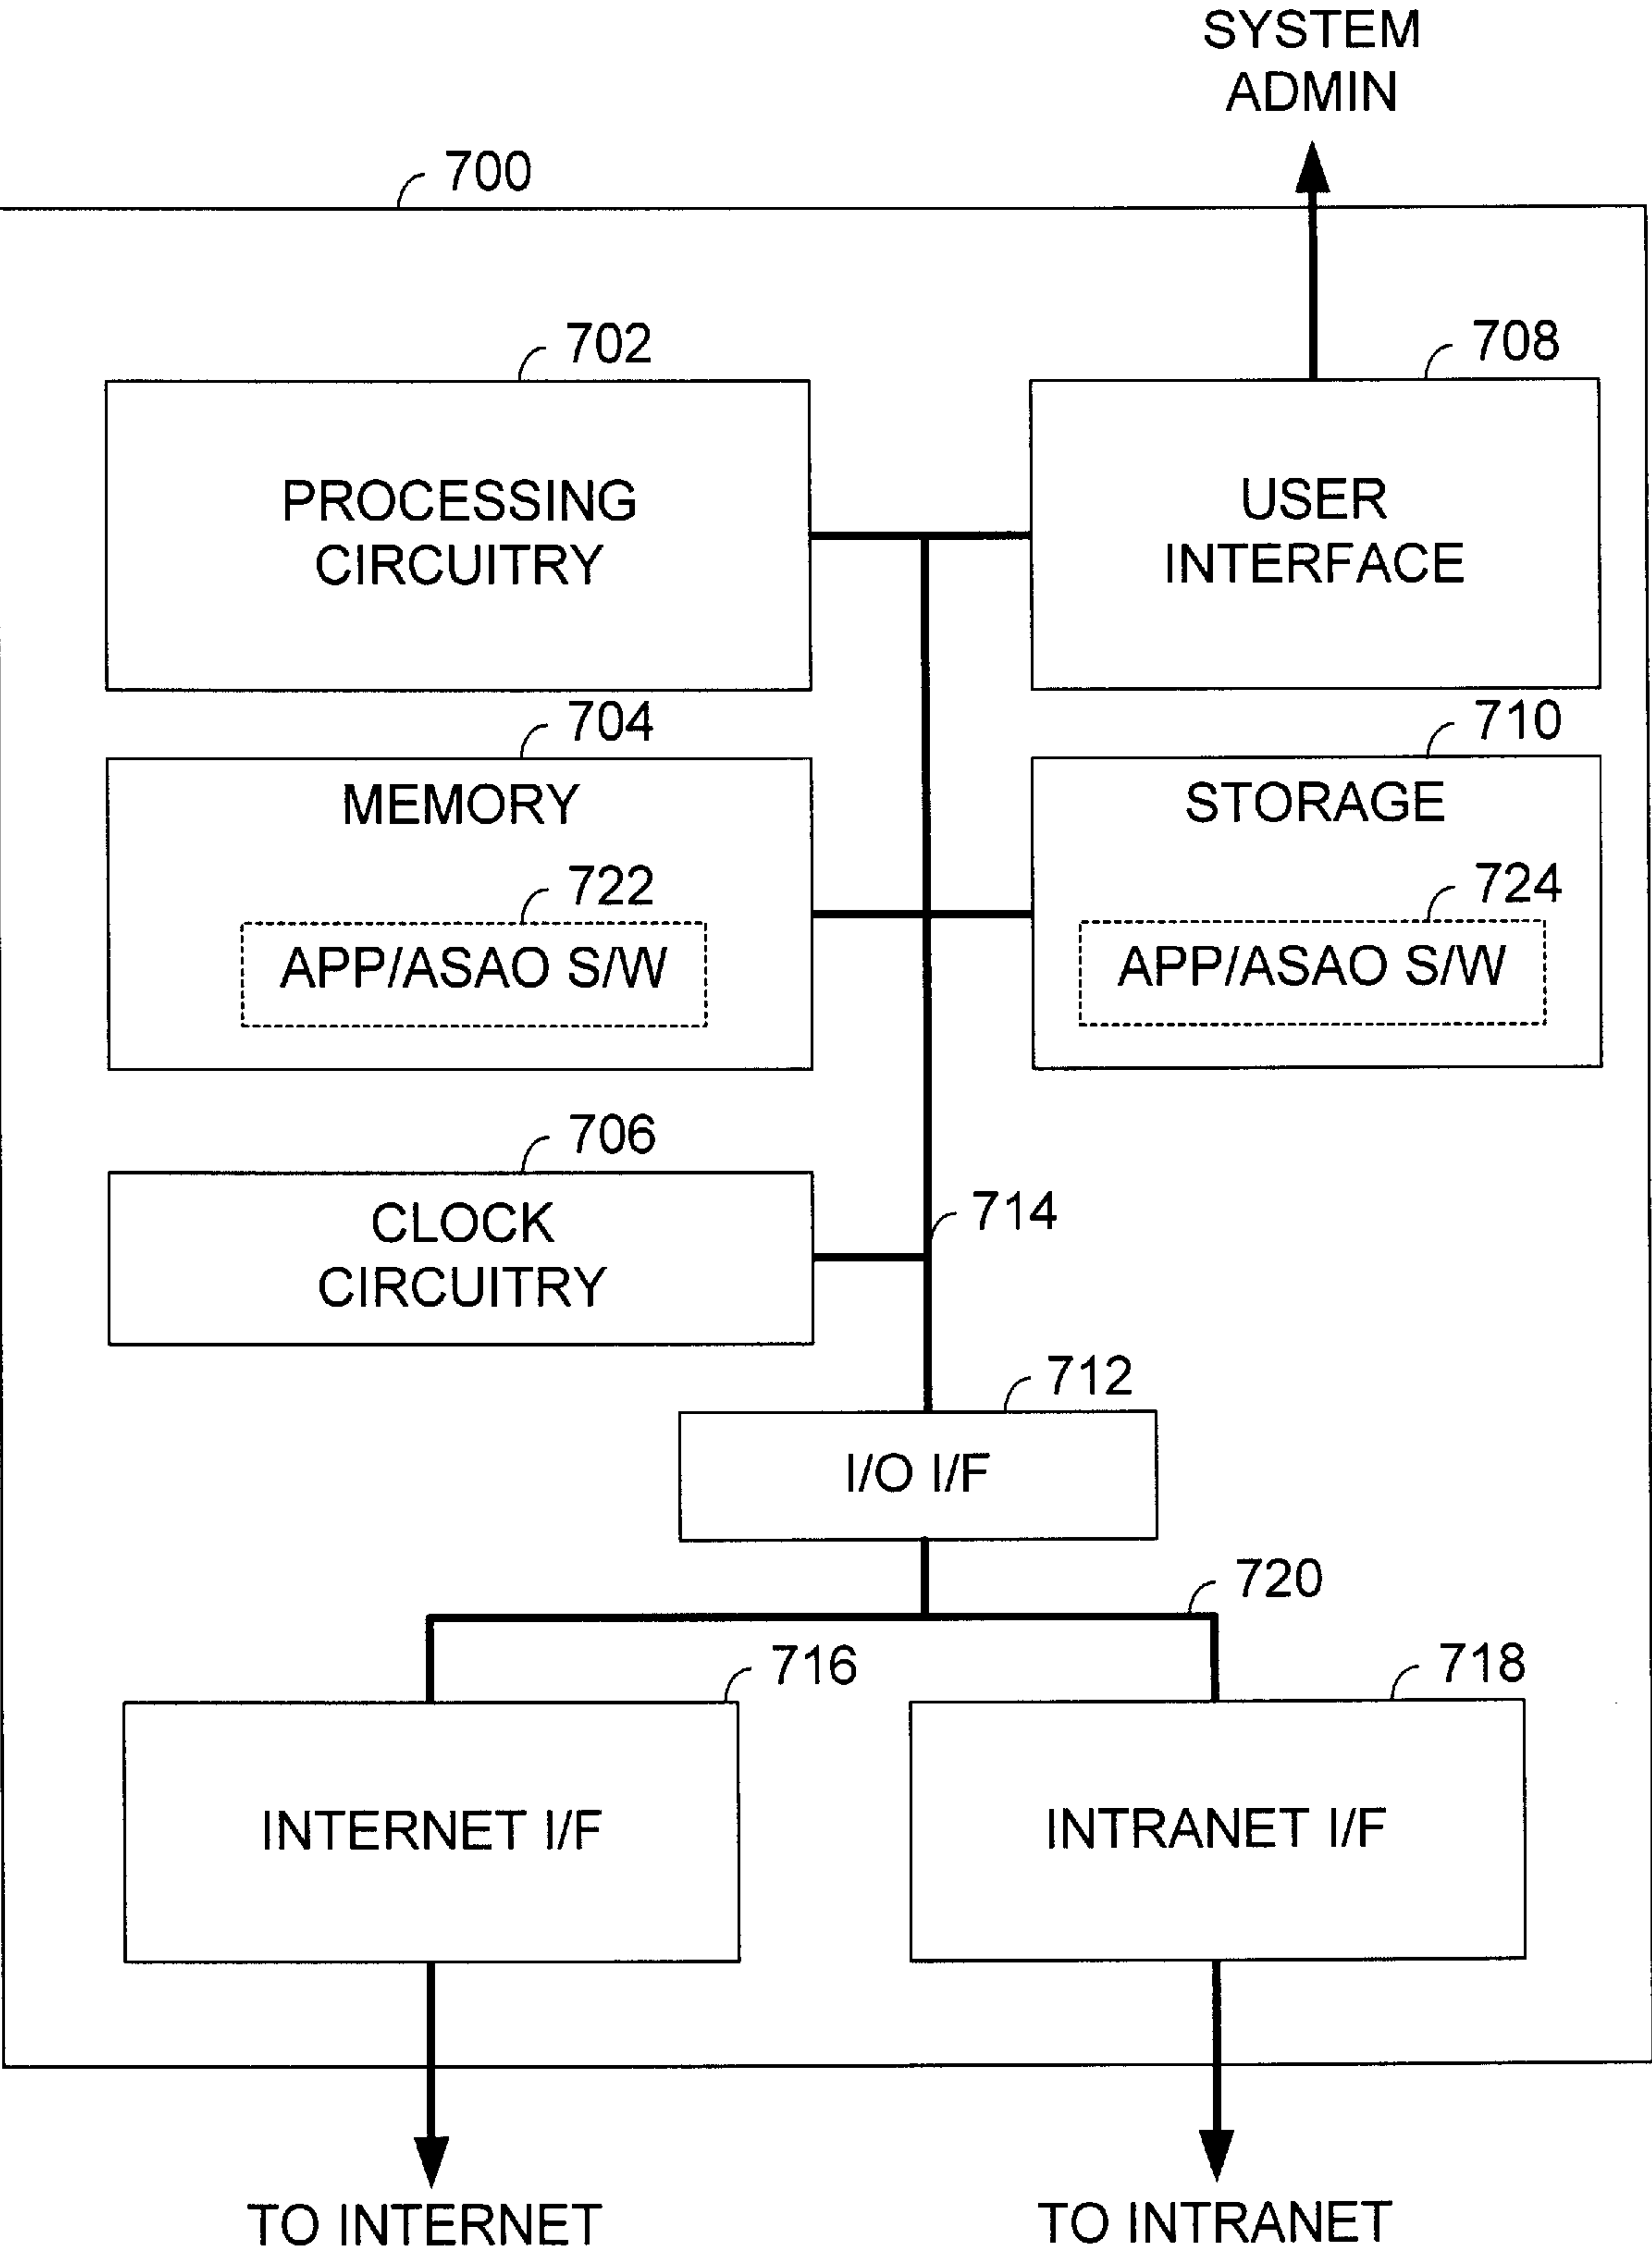 SYSTEM
ADMIN
700
702
708
PROCESSING
CIRCUITRY
USER
INTERFACE
704
710
MEMORY
STORAGE
722
724
APP/ASAO S/W
APP/ASAO S/W
706
CLOCK
CIRCUITRY
714
712
I/O I/F
720
716
718
INTERNET I/F
INTRANET I/F
TO INTERNET
TO INTRANET